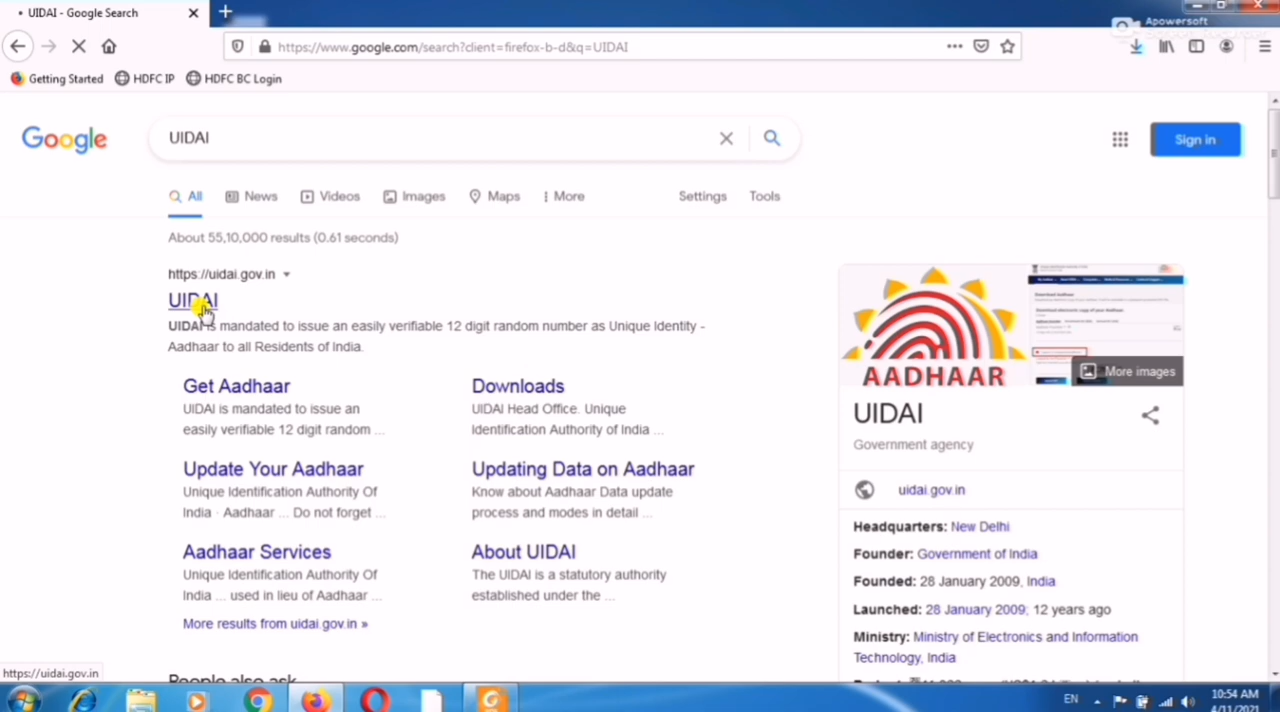 UIDAI - Google Search
Apowersoft
https://www.google.com/search?client=firefox-b-d&q=UIDAI
Getting Started
HDFC IP
HDFC BC Login
Google
UIDAI
Sign in
All
News
Videos
Images
Maps
More
Settings
Tools
About 55,10,000 results (0.61 seconds)
https://uidai.gov.in
UIDAI
UIDAI is mandated to issue an easily verifiable 12 digit random number as Unique Identity -
Aadhaar to all Residents of India.
Get Aadhaar
UIDAI is mandated to issue an
easily verifiable 12 digit random ...
Downloads
UIDAI Head Office. Unique
Identification Authority of India ...
Update Your Aadhaar
Unique Identification Authority Of
India · Aadhaar ... Do not forget ...
Updating Data on Aadhaar
Know about Aadhaar Data update
process and modes in detail ...
Aadhaar Services
Unique Identification Authority Of
India ... used in lieu of Aadhaar ...
About UIDAI
The UIDAI is a statutory authority
established under the ...
More results from uidai.gov.in »
People also ask
AADHAAR
More images
UIDAI
Government agency
uidai.gov.in
Headquarters: New Delhi
Founder: Government of India
Founded: 28 January 2009, India
Launched: 28 January 2009; 12 years ago
Ministry: Ministry of Electronics and Information
Technology, India
https://uidai.gov.in
EN
10:54 AM
4/11/2021